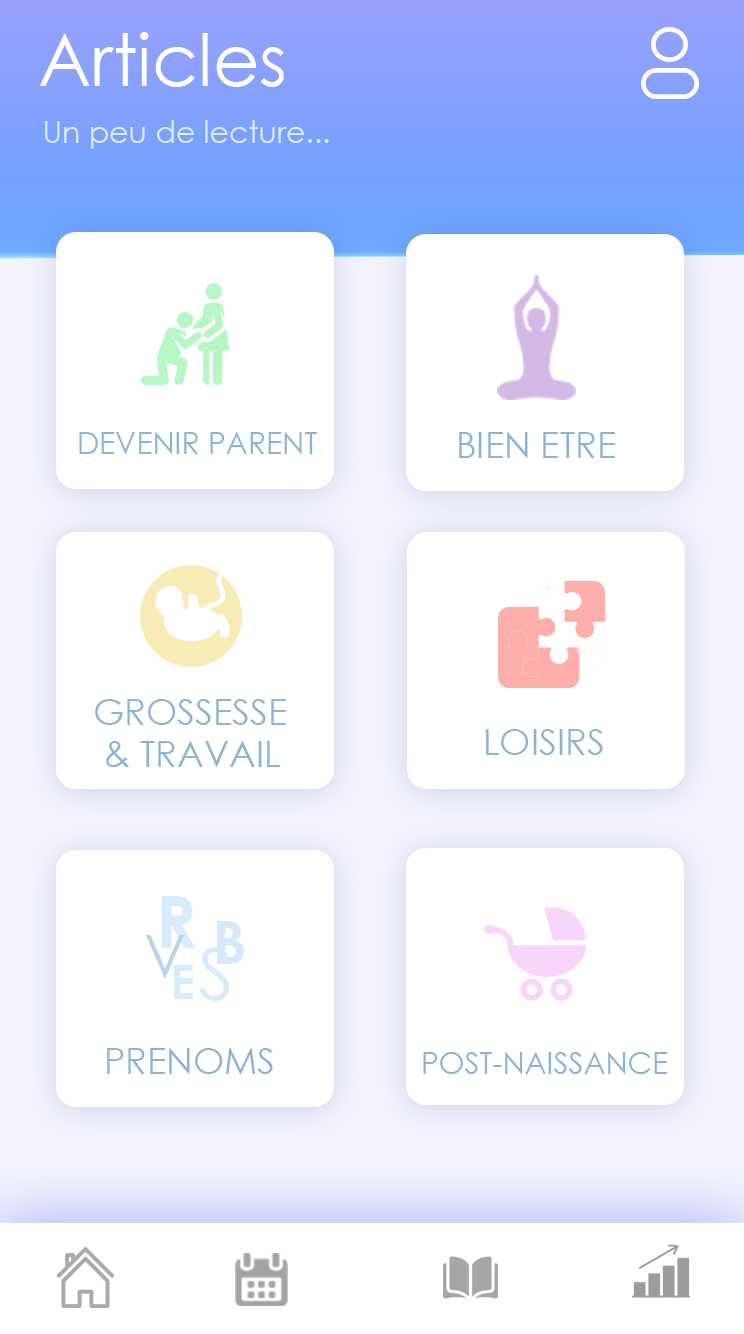 Articles
Un peu de lecture...
DEVENIR PARENT
BIEN ETRE
GROSSESSE
& TRAVAIL
LOISIRS
R
B
V
E
S
PRENOMS
POST-NAISSANCE